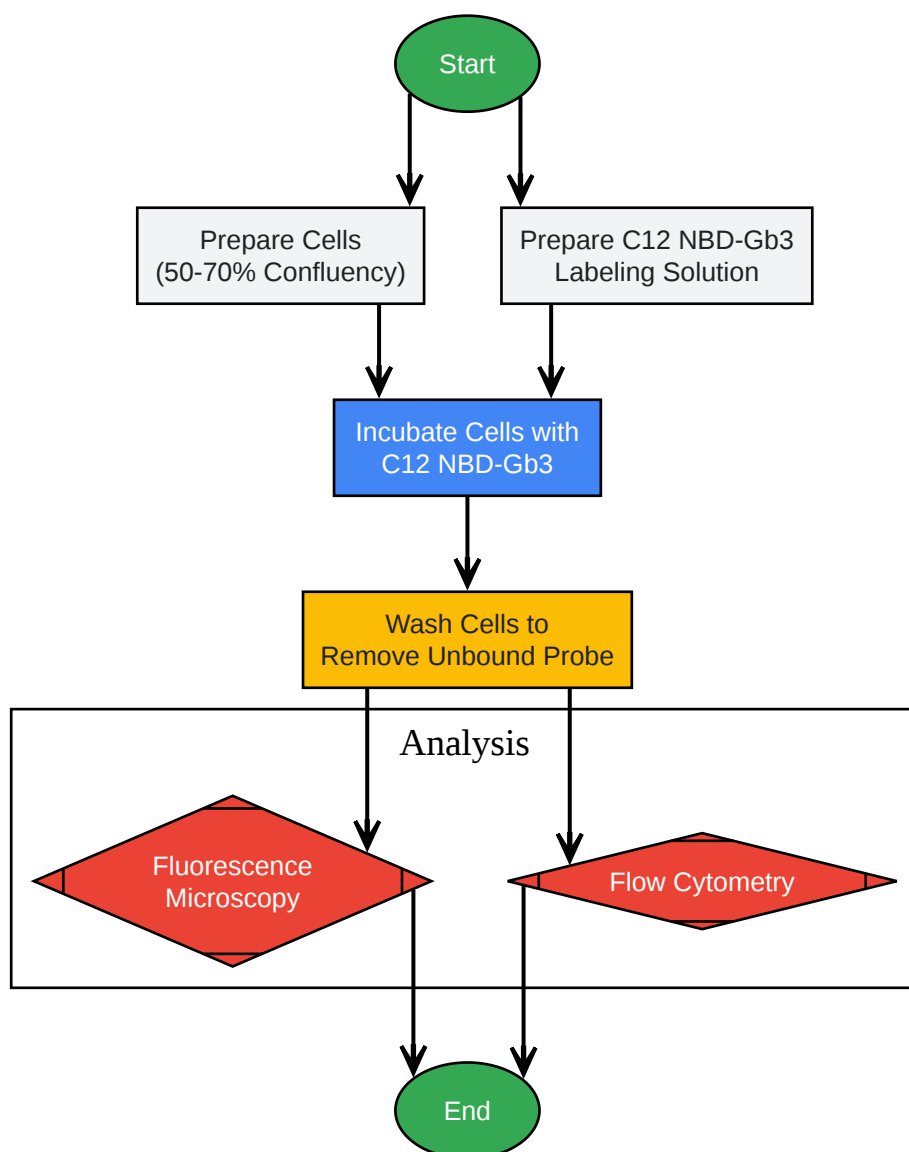 Start
Prepare Cells
(50-70% Confluency)
Prepare C12 NBD-Gb3
Labeling Solution
Incubate Cells with
C12 NBD-Gb3
Wash Cells to
Remove Unbound Probe
Analysis
Fluorescence
Microscopy
Flow Cytometry
End